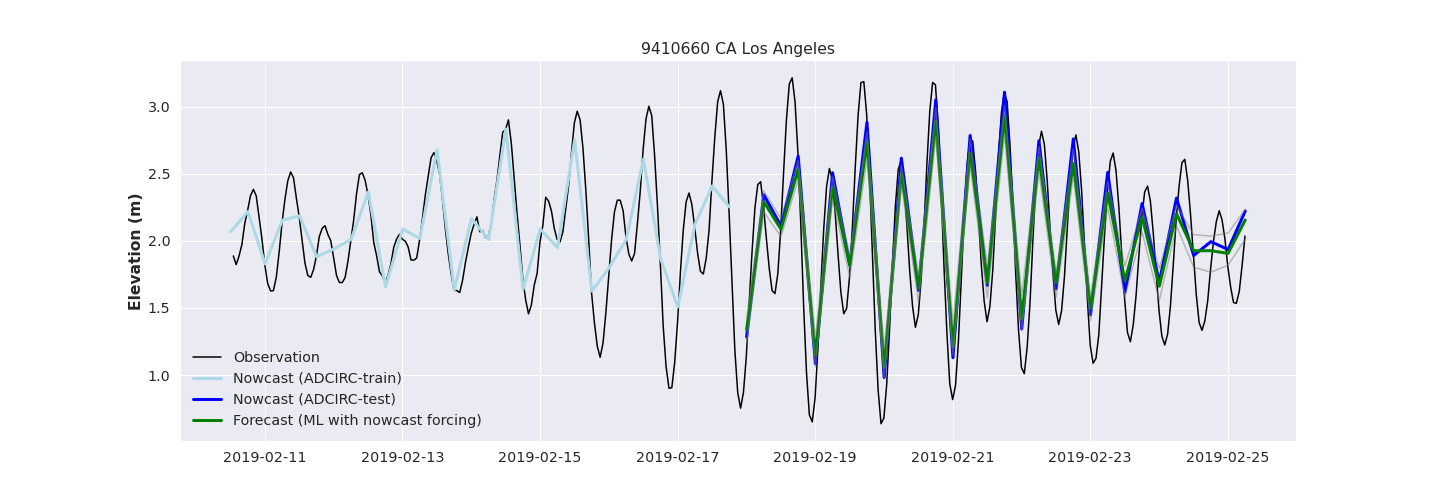 9410660 CA Los Angeles
Elevation (m)
3.0
2.5
2.0
1.5
1.0
Observation
Nowcast (ADCIRC-train)
Nowcast (ADCIRC-test)
Forecast (ML with nowcast forcing)
2019-02-11 2019-02-13 2019-02-15 2019-02-17 2019-02-19 2019-02-21 2019-02-23 2019-02-25